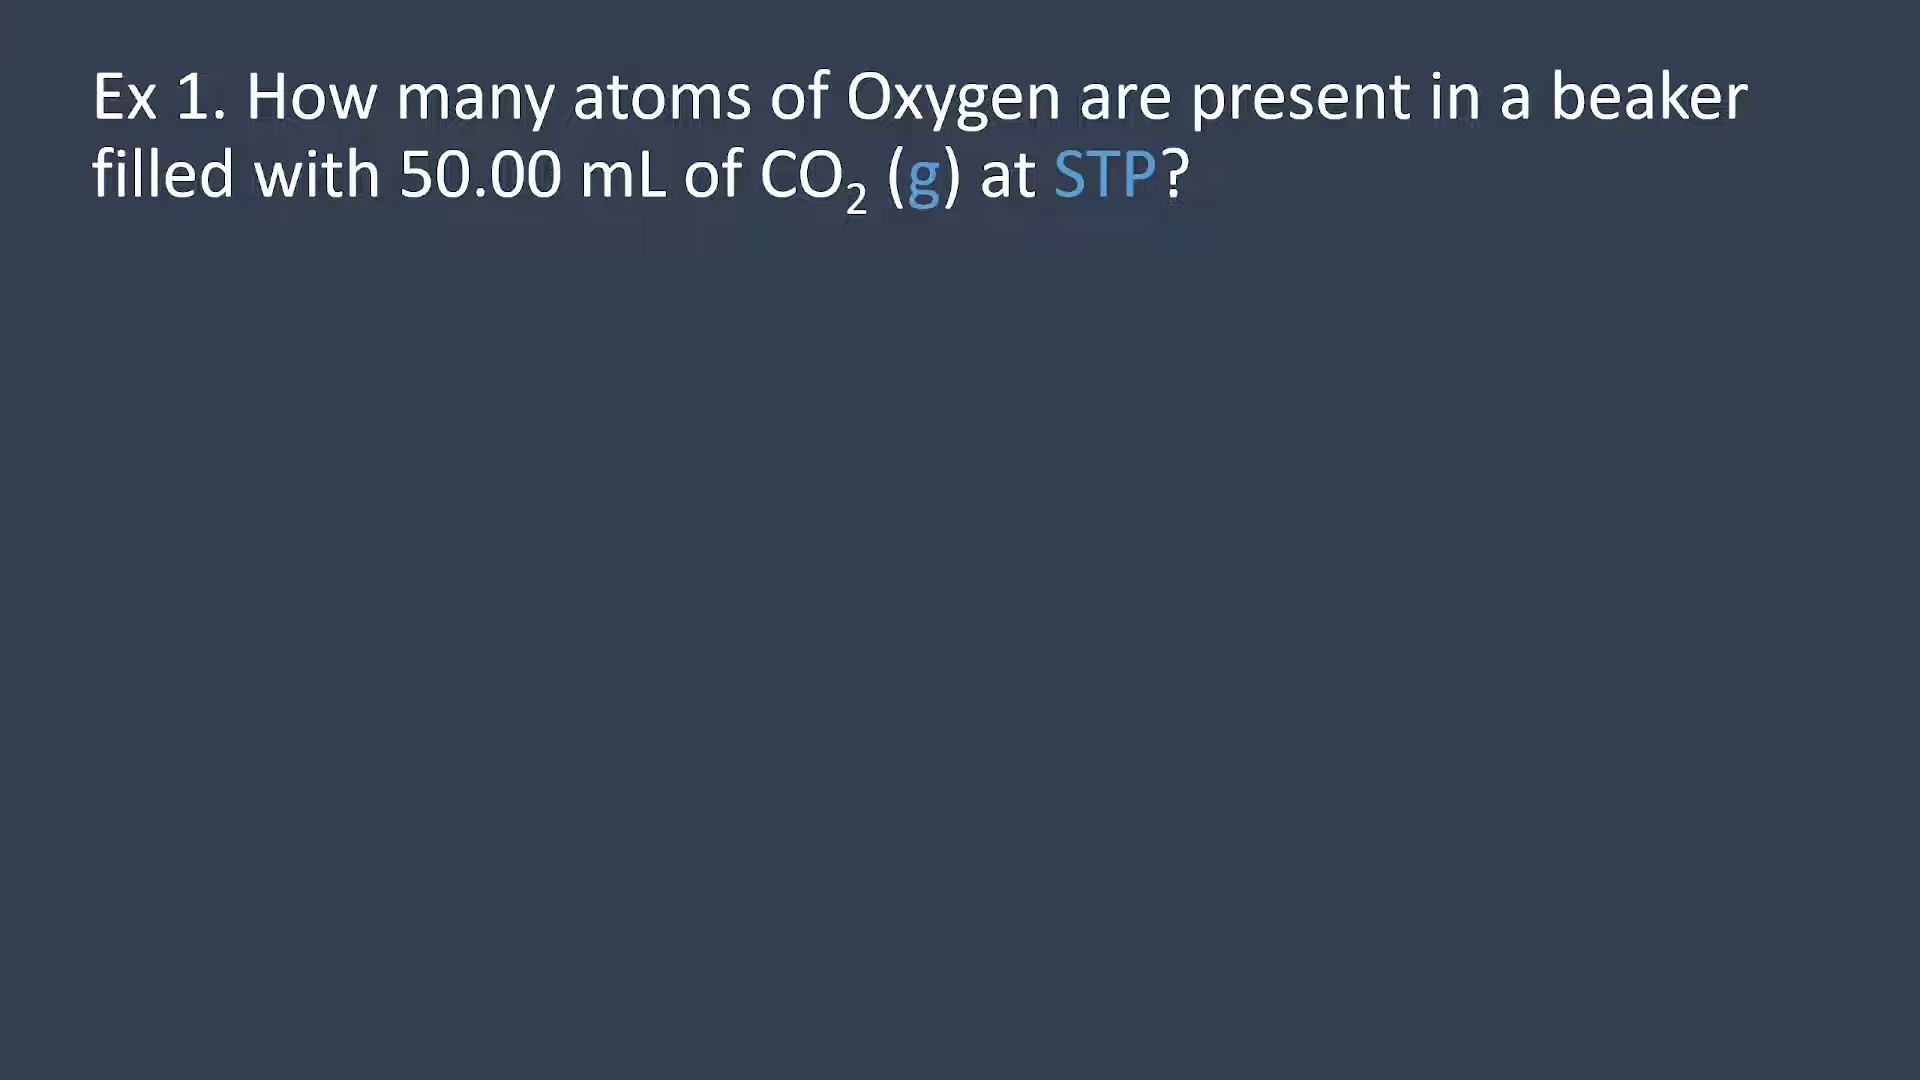 Ex 1. How many atoms of Oxygen are present in a beaker
filled with 50.00 mL of CO₂ (g) at STP?